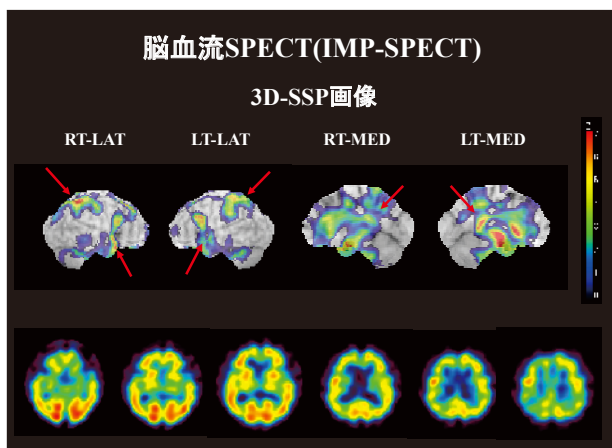 脳血流SPECT(IMP-SPECT)
3D-SSP画像
RT-LAT LT-LAT RT-MED LT-MED